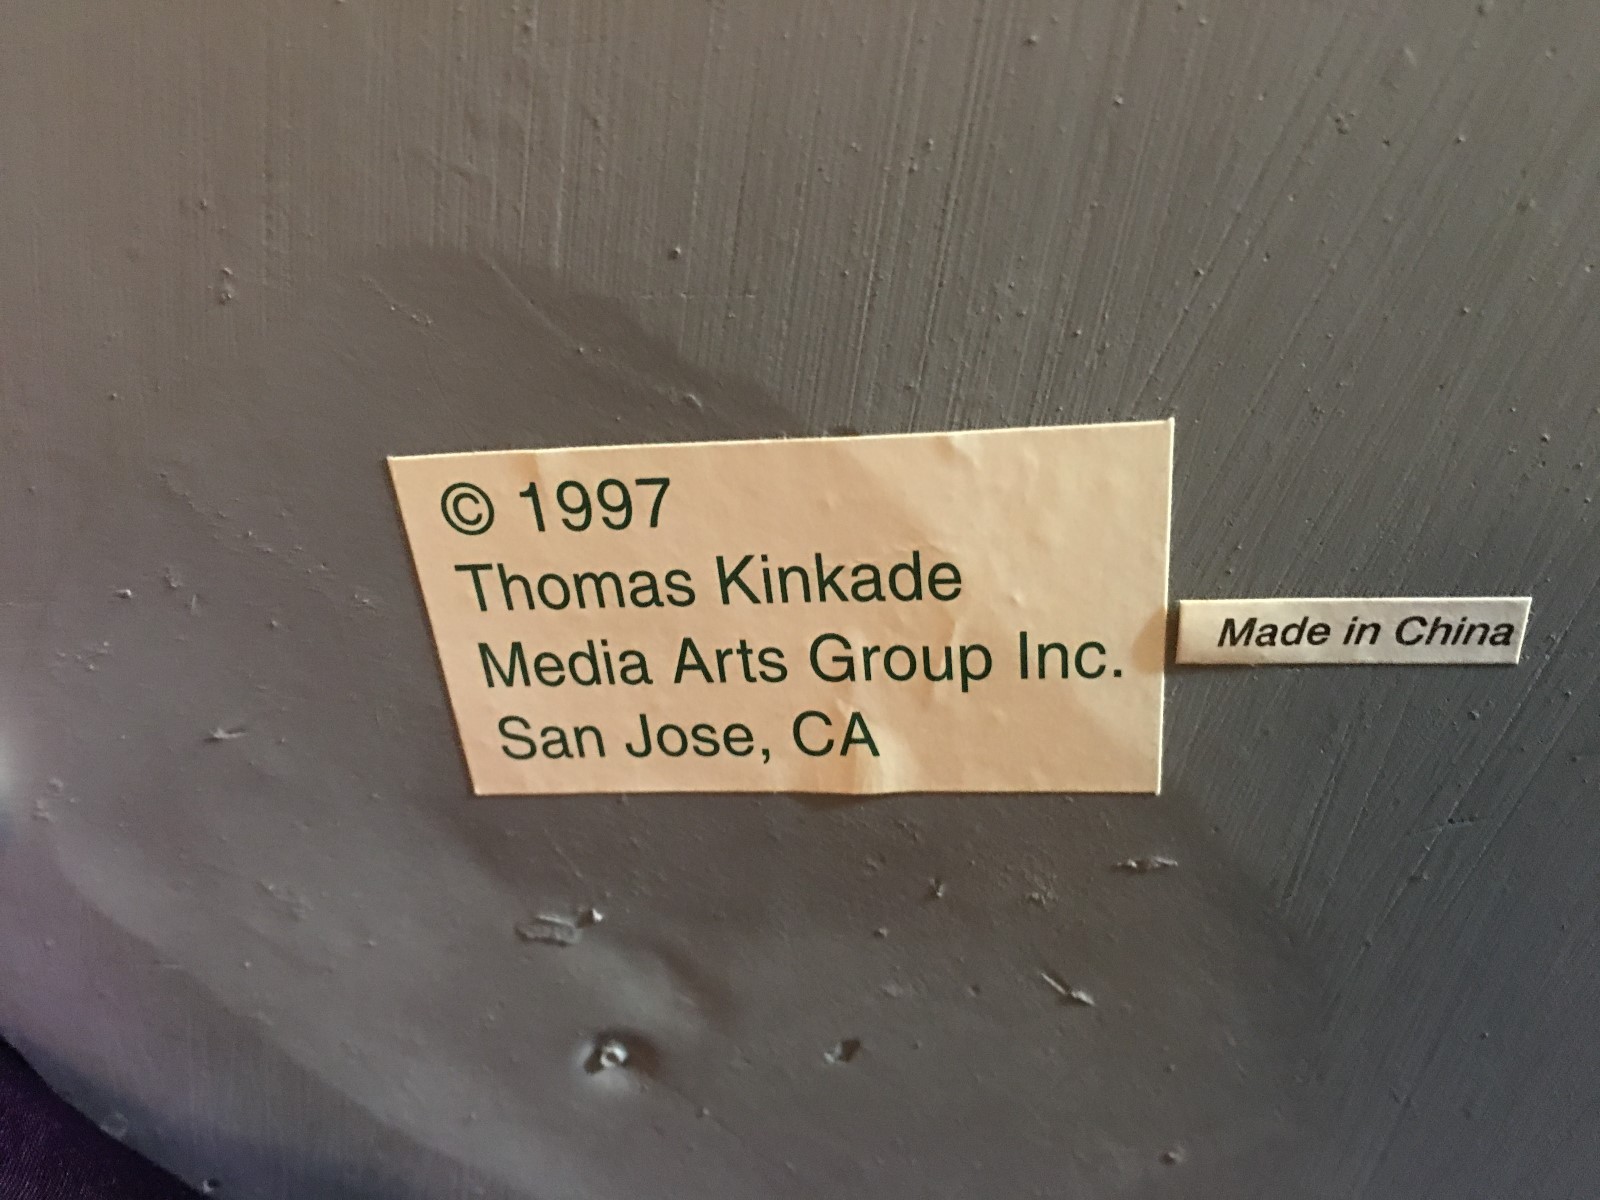 © 1997
Thomas Kinkade
Media Arts Group Inc.
San Jose, CA
Made in China